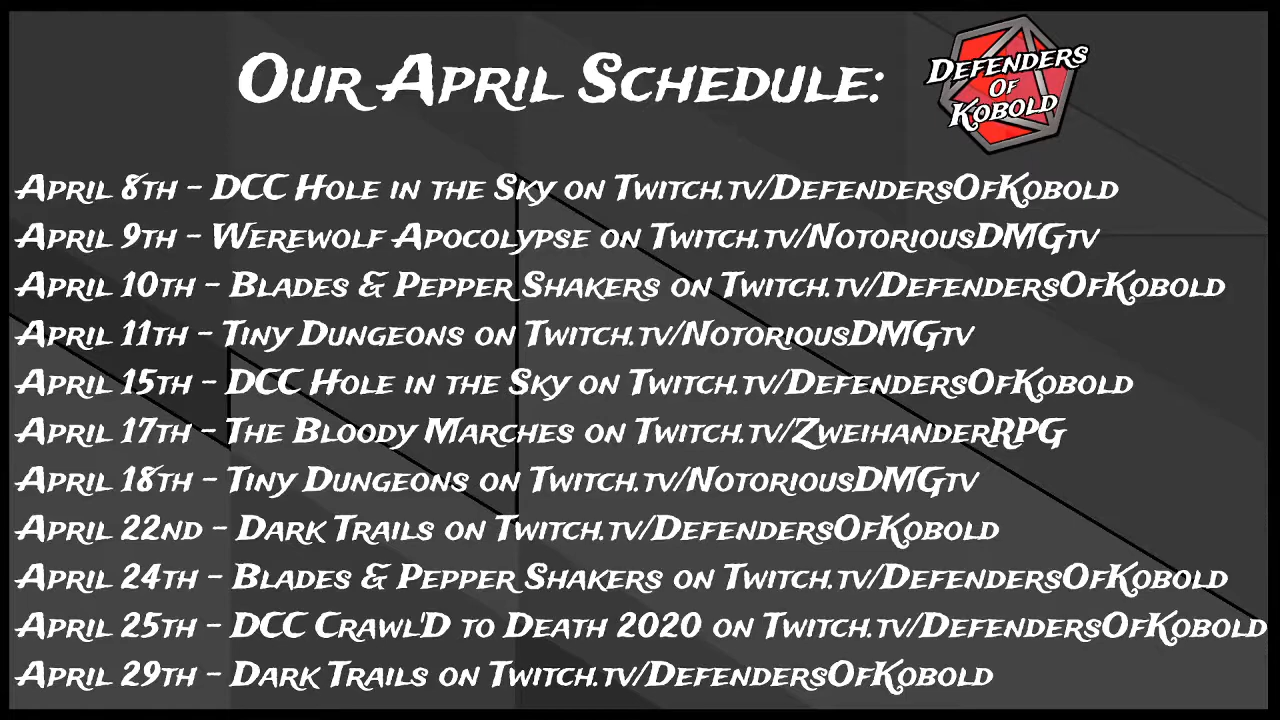 Our April Schedule:
Defenders
Of
Kobold
April 8th - DCC Hole in the Sky on Twitch.tv/DefendersOfKobold
April 9th - Werewolf Apocolypse on Twitch.tv/NotoriousDMGtv
April 10th - Blades & Pepper Shakers on Twitch.tv/DefendersOfKobold
April 11th - Tiny Dungeons on Twitch.tv/NotoriousDMGtv
April 15th - DCC Hole in the Sky on Twitch.tv/DefendersOfKobold
April 17th - The Bloody Marches on Twitch.tv/ZweihanderRPG
April 18th - Tiny Dungeons on Twitch.tv/NotoriousDMGtv
April 22nd - Dark Trails on Twitch.tv/DefendersOfKobold
April 24th - Blades & Pepper Shakers on Twitch.tv/DefendersOfKobold
April 25th - DCC Crawl'D to Death 2020 on Twitch.tv/DefendersOfKobold
April 29th - Dark Trails on Twitch.tv/DefendersOfKobold